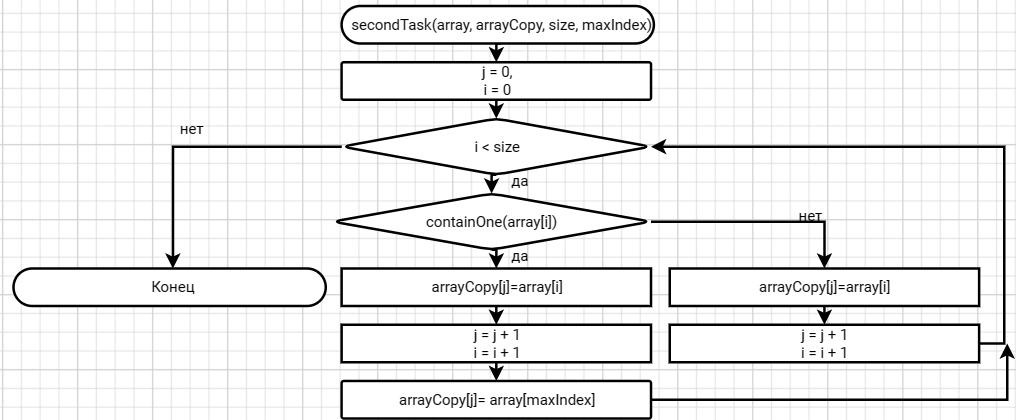 secondTask(array, arrayCopy, size, maxIndex)
j = 0,
i = 0
нет
i < size
да
нет
containOne(array[i])
да
Конец
arrayCopy[j]=array[i]
arrayCopy[j]=array[i]
j = j + 1
i = i + 1
j = j + 1
i = i + 1
arrayCopy[j]= array[maxIndex]